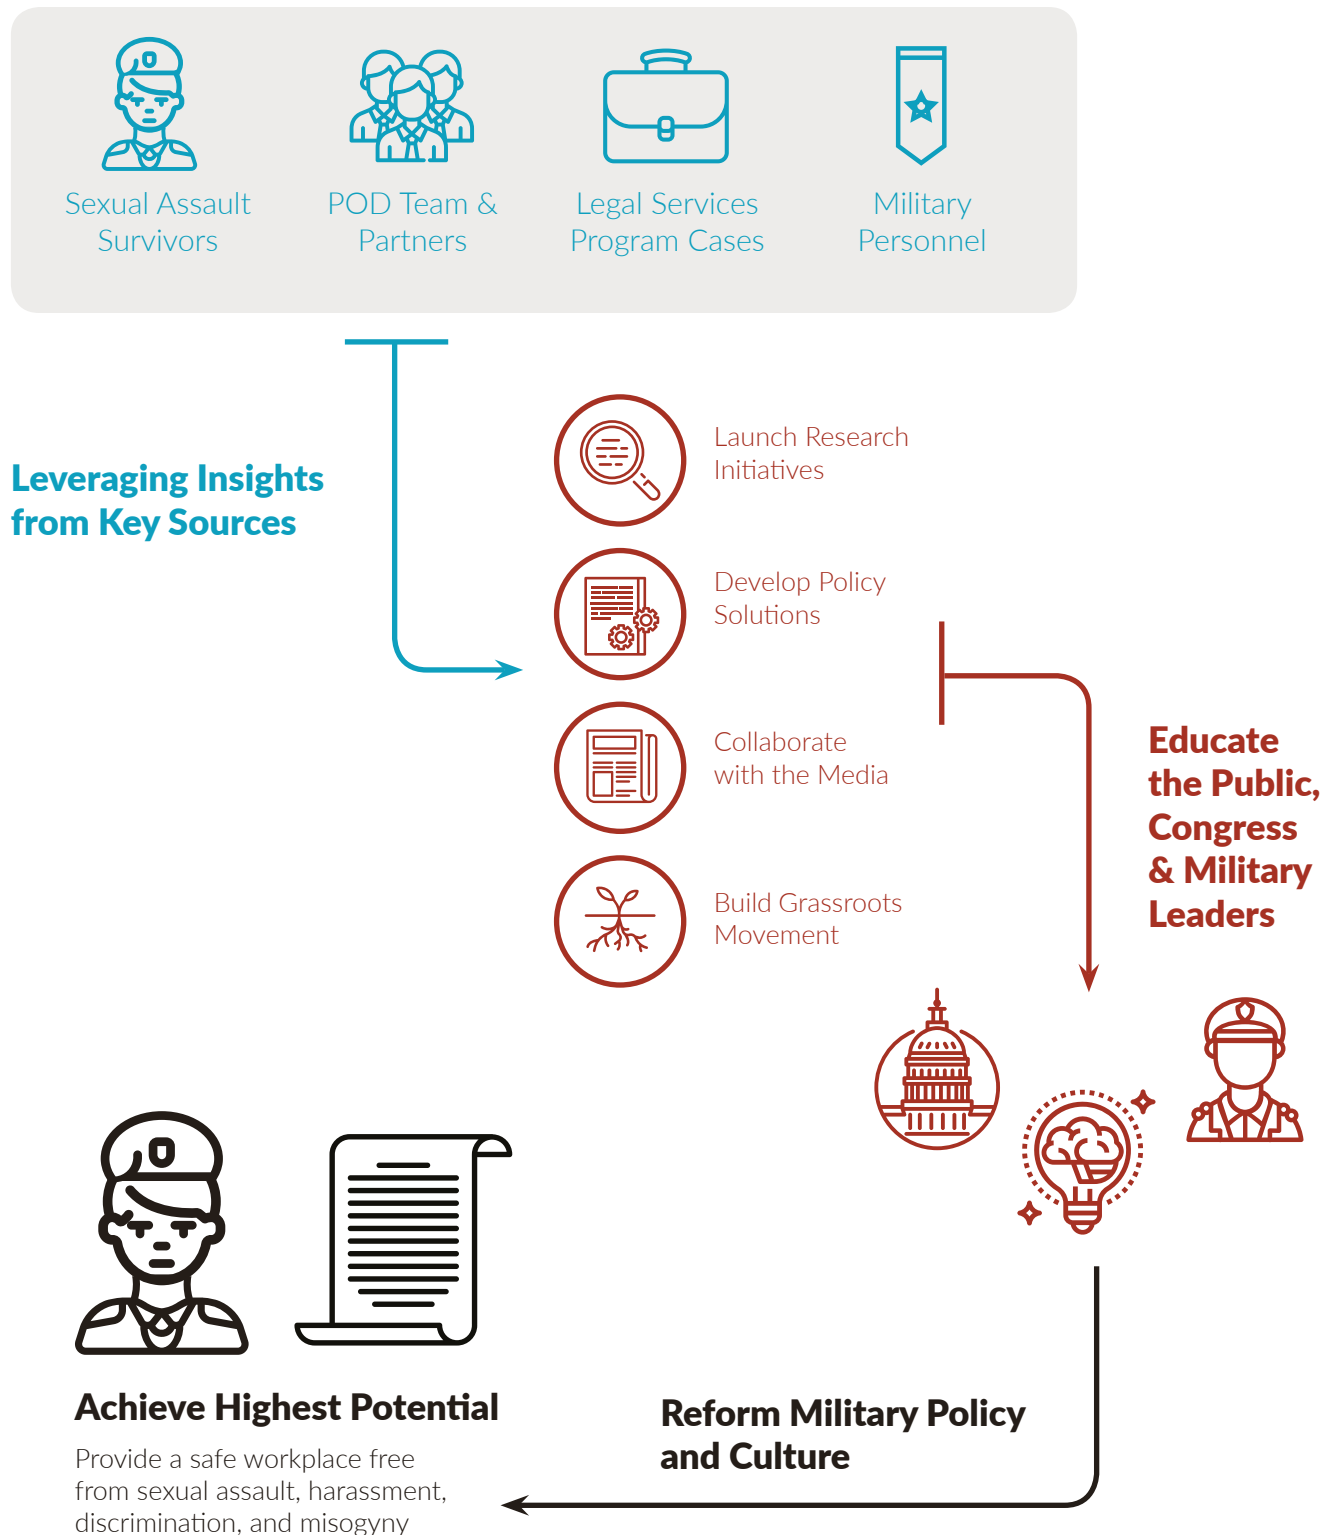 Sexual Assault
Survivors
POD Team &
Partners
Legal Services
Program Cases
Military
Personnel
Leveraging Insights
from Key Sources
Launch Research
Initiatives
Develop Policy
Solutions
Collaborate
with the Media
Build Grassroots
Movement
Educate
the Public,
Congress
& Military
Leaders
Reform Military Policy
and Culture
Achieve Highest Potential
Provide a safe workplace free
from sexual assault, harassment,
discrimination, and misogyny